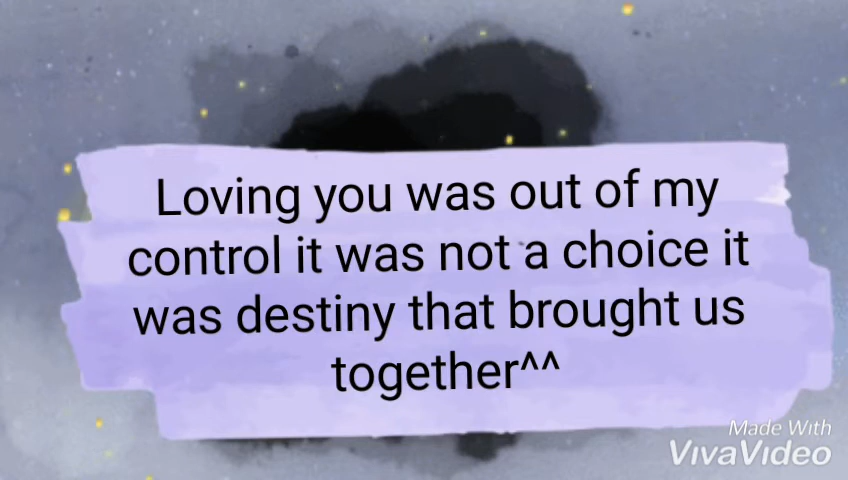 Loving you was out of my
control it was not a choice it
was destiny that brought us
together^^
Made With
VivaVideo